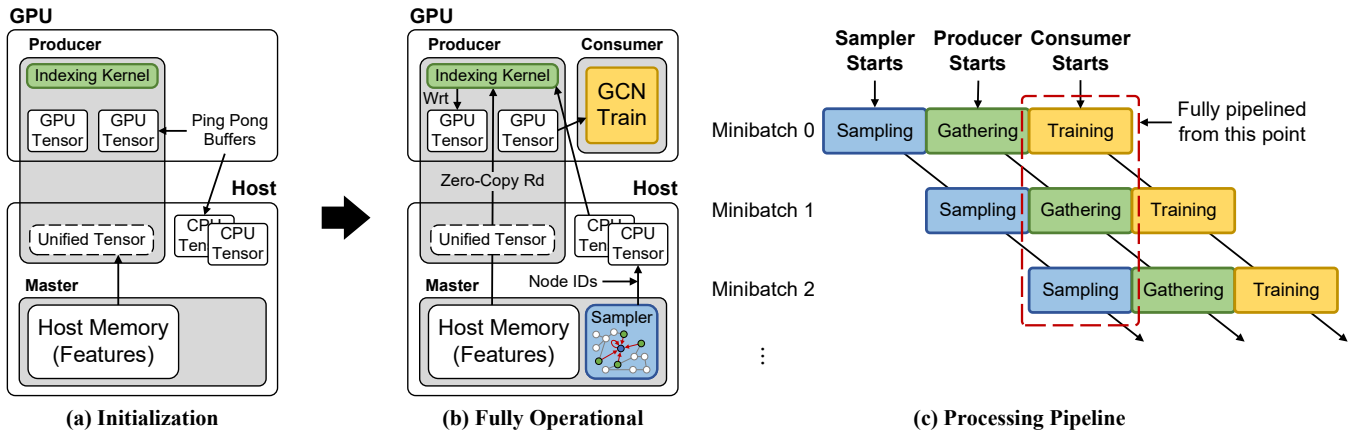 GPU
Producer
Indexing Kernel
GPU
Tensor
GPU
Tensor
Ping Pong
Buffers
Host
Unified Tensor
CPU
Tensor
CPU
Tensor
Master
Host Memory
(Features)
(a) Initialization
GPU
Producer
Consumer
Indexing Kernel
Wrt
GPU
Tensor
GPU
Tensor
GCN
Train
Zero-Copy Rd
Host
Unified Tensor
CPU
Tensor
CPU
Tensor
Node IDs
Master
Host Memory
(Features)
Sampler
(b) Fully Operational
Sampler
Starts
Producer
Starts
Consumer
Starts
Fully pipelined
from this point
Minibatch 0
Sampling
Gathering
Training
Minibatch 1
Sampling
Gathering
Training
Minibatch 2
Sampling
Gathering
Training
⋮
(c) Processing Pipeline